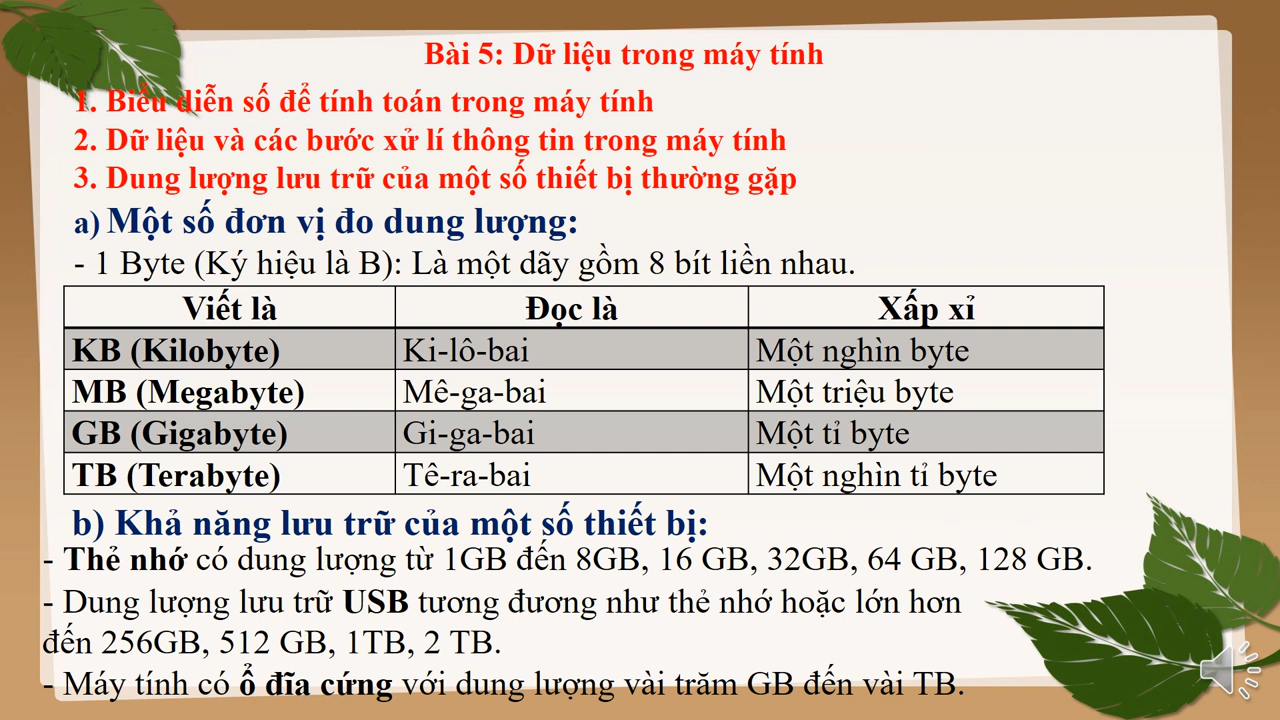 Bài 5: Dữ liệu trong máy tính
1. Biểu diễn số để tính toán trong máy tính
2. Dữ liệu và các bước xử lí thông tin trong máy tính
3. Dung lượng lưu trữ của một số thiết bị thường gặp
a) Một số đơn vị đo dung lượng:
- 1 Byte (Ký hiệu là B): Là một dãy gồm 8 bít liền nhau.
Viết là Đọc là Xấp xỉ
KB (Kilobyte) Ki-lô-bai Một nghìn byte
MB (Megabyte) Mê-ga-bai Một triệu byte
GB (Gigabyte) Gi-ga-bai Một tỉ byte
TB (Terabyte) Tê-ra-bai Một nghìn tỉ byte
b) Khả năng lưu trữ của một số thiết bị:
- Thẻ nhớ có dung lượng từ 1GB đến 8GB, 16 GB, 32GB, 64 GB, 128 GB.
- Dung lượng lưu trữ USB tương đương như thẻ nhớ hoặc lớn hơn
đến 256GB, 512 GB, 1TB, 2 TB.
- Máy tính có ổ đĩa cứng với dung lượng vài trăm GB đến vài TB.